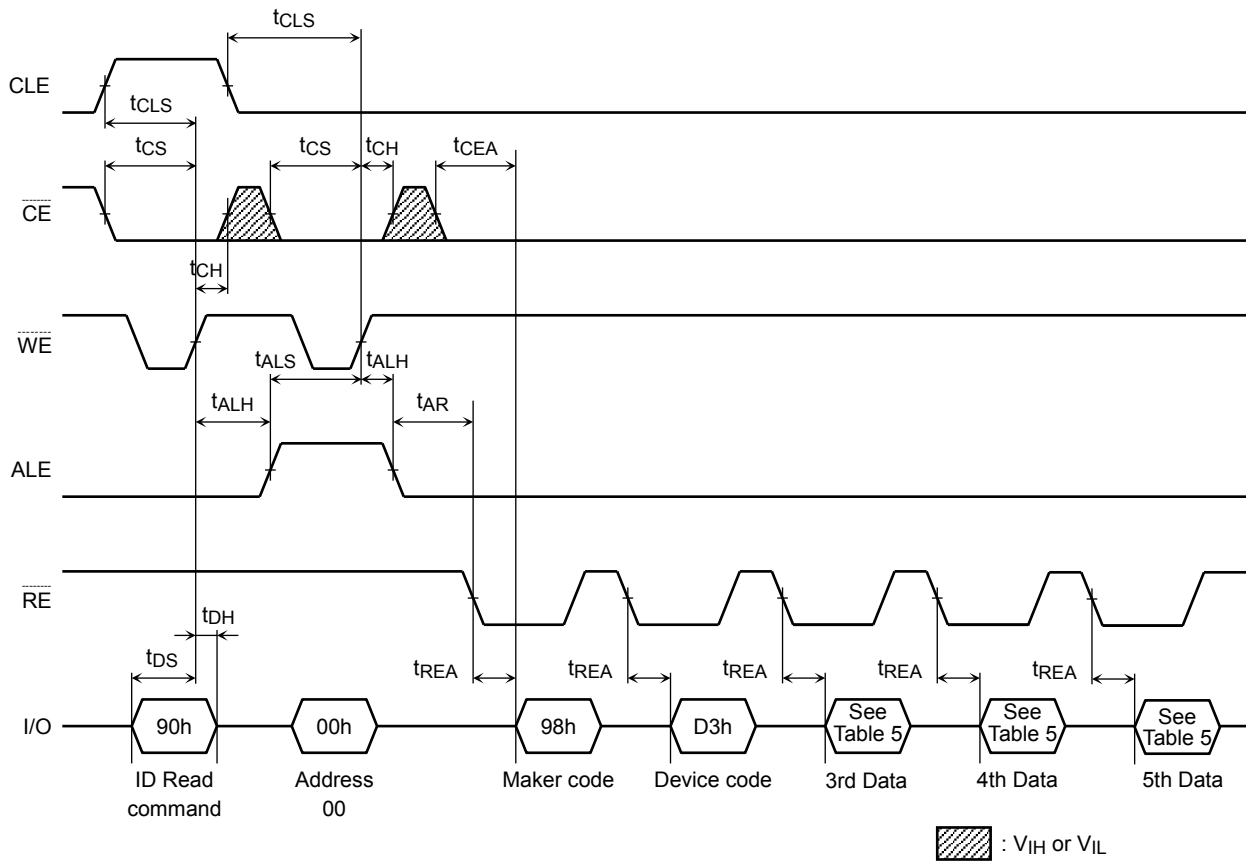 tCLS
CLE
tCLS
tCS
tCS
tCH
tCEA
CE
tCH
WE
tALS
tALH
tALH
tAR
ALE
RE
tDH
tDS
tREA
tREA
tREA
tREA
tREA
I/O
90h
00h
98h
D3h
See
Table 5
See
Table 5
See
Table 5
ID Read
command
Address
00
Maker code
Device code
3rd Data
4th Data
5th Data
: VIH or VIL